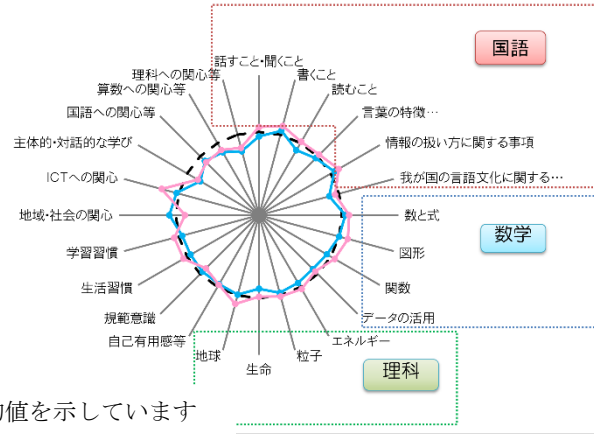 国語
話すこと・聞くこと
書くこと
読むこと
言葉の特徴…
情報の扱い方に関する事項
我が国の言語文化に関する…
数学
数と式
図形
関数
データの活用
理科
エネルギー
粒子
生命
地球
自己有用感等
規範意識
生活習慣
学習習慣
地域・社会の関心
ICTへの関心
主体的・対話的な学び
国語への関心等
算数への関心等
理科への関心等
値を示しています